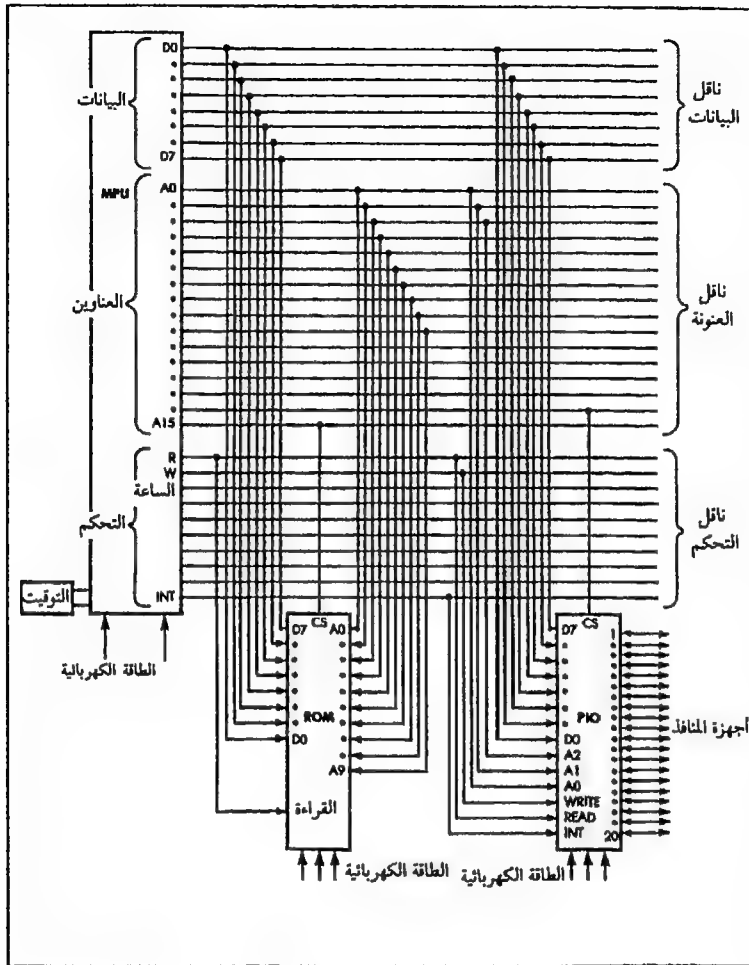 D0
البيانات
D7
ناقل
البيانات
MPU
A0
العناوين
A15
ناقل
العنونة
R
W
الساعة
التحكم
INT
ناقل
التحكم
التوقيت
الطاقة الكهربائية
D7
CS
A0
ROM
D0
A9
القراءة
الطاقة الكهربائية
D7
CS
1
PIO
أجهزة المنافذ
D0
A2
A1
A0
WRITE
READ
INT
20
الطاقة الكهربائية